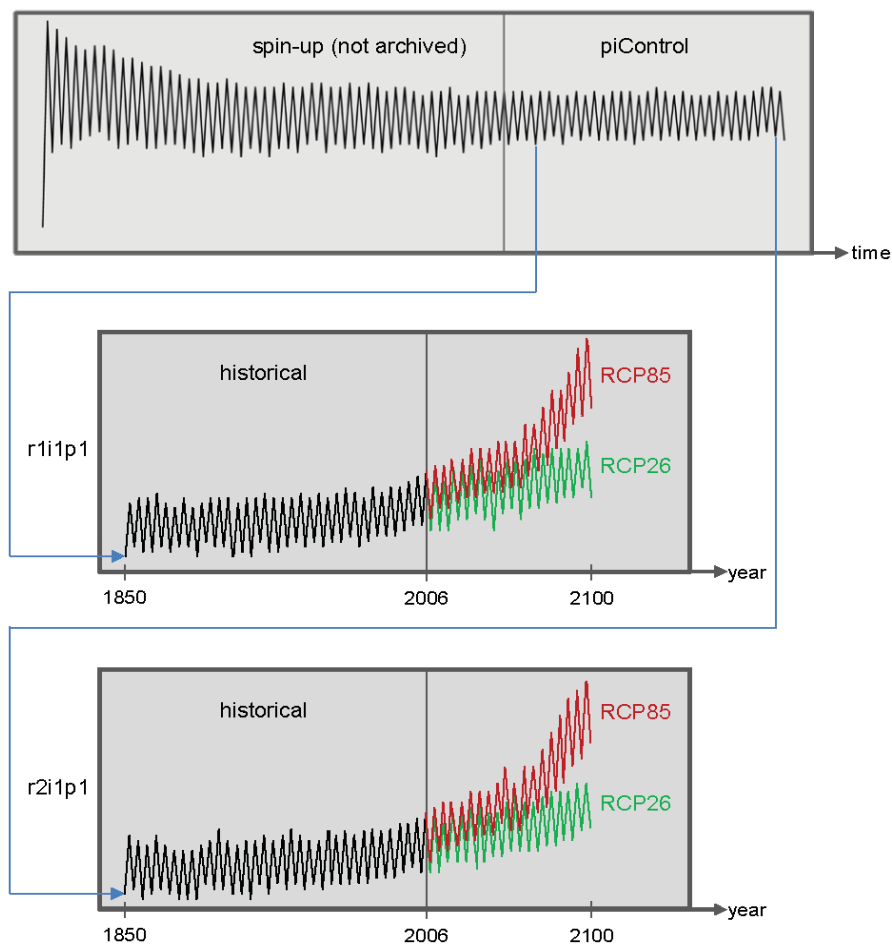 spin-up (not archived)
piControl
time
historical
RCP85
r1i1p1
RCP26
year
1850
2006
2100
historical
RCP85
r2i1p1
RCP26
year
1850
2006
2100